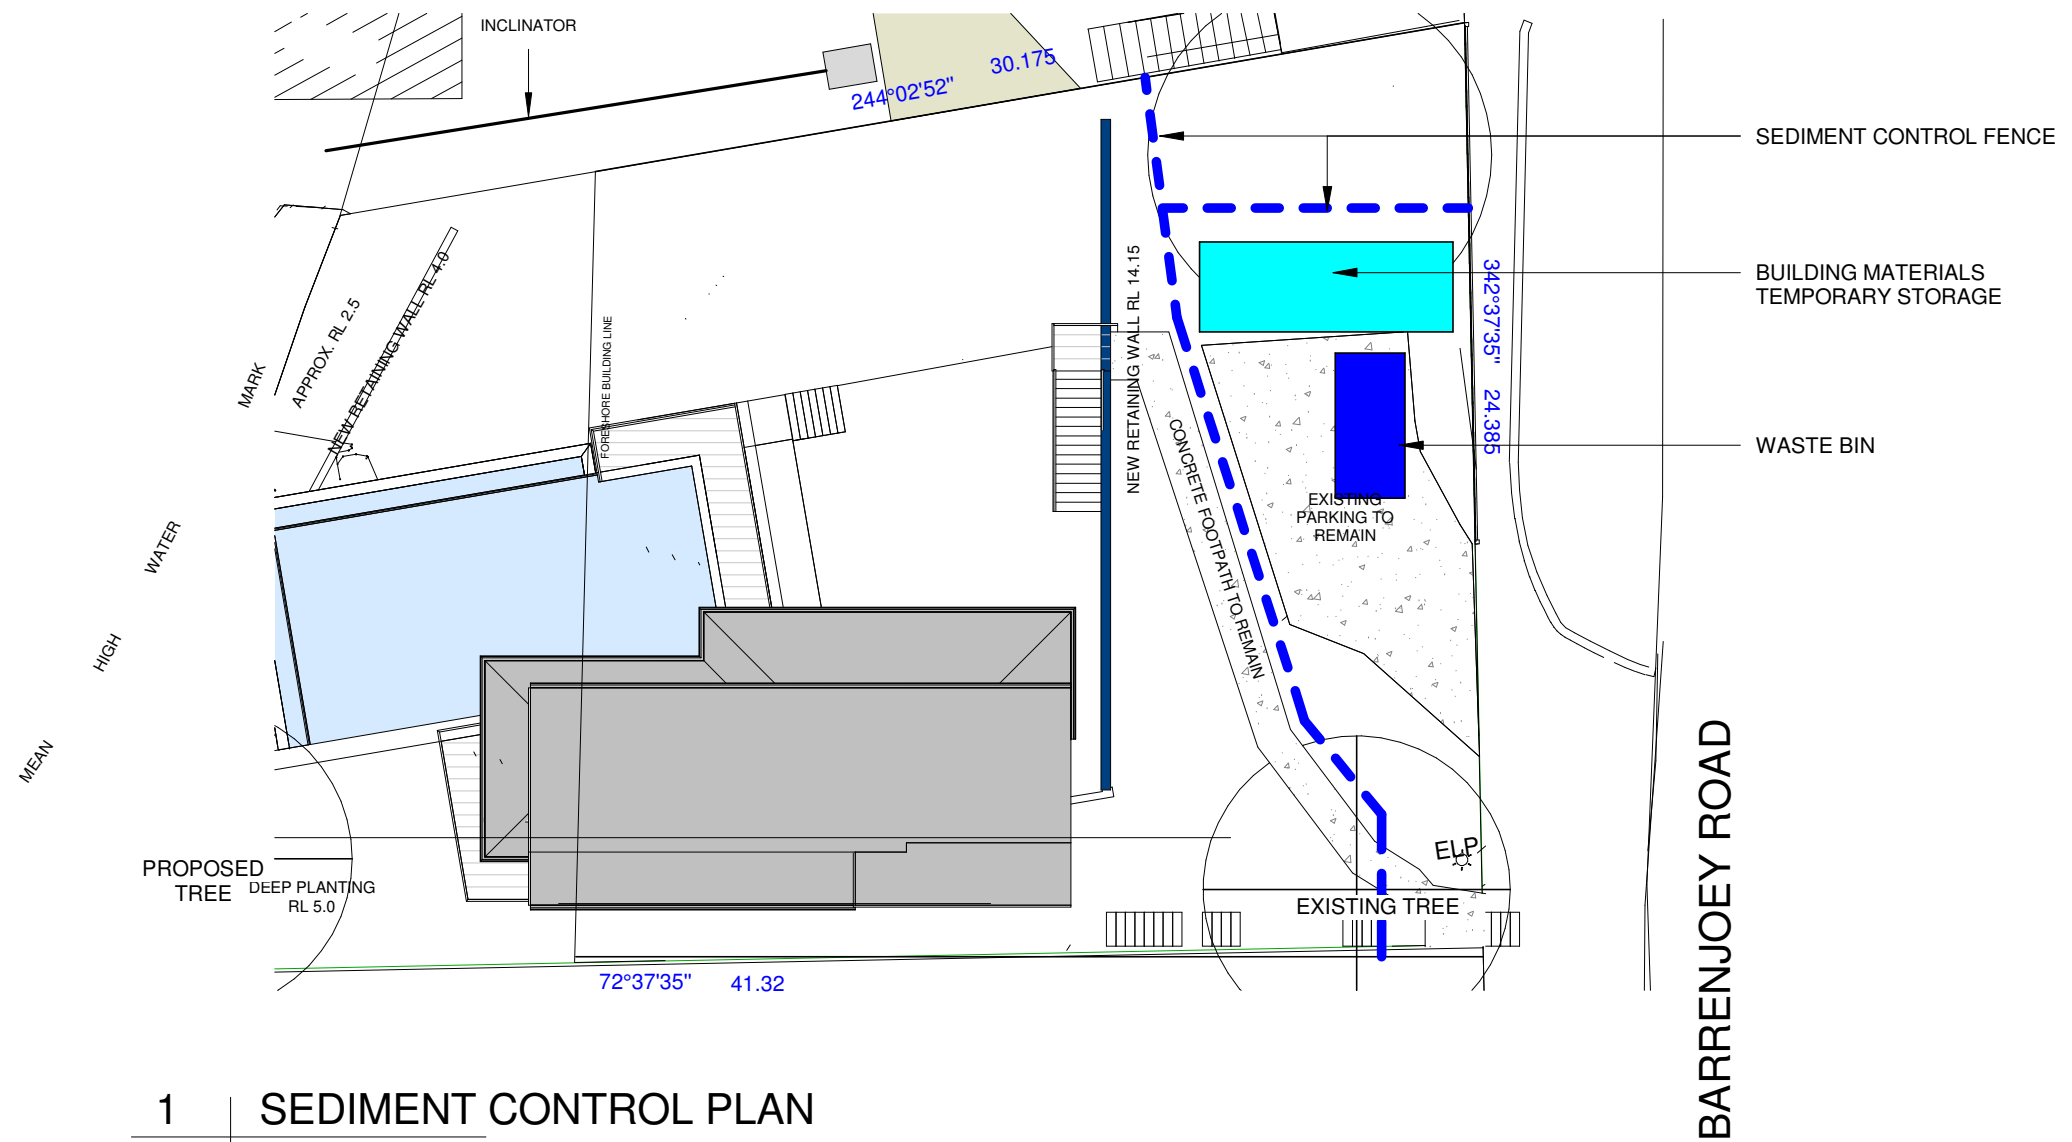 INCLINATOR
30.175
244°02'52"
SEDIMENT CONTROL FENCE
BUILDING MATERIALS
TEMPORARY STORAGE
342°37'35" 24.385
WASTE BIN
NEW RETAINING WALL RL 14.15
CONCRETE FOOTPATH TO REMAIN
EXISTING
PARKING TO
REMAIN
FORESHORE BUILDING LINE
NEW RETAINING WALL RL 4.0
APPROX. RL 2.5
MARK
WATER
HIGH
MEAN
PROPOSED
TREE
DEEP PLANTING
RL 5.0
ELP
EXISTING TREE
72°37'35" 41.32
BARRENJOEY ROAD
1 SEDIMENT CONTROL PLAN